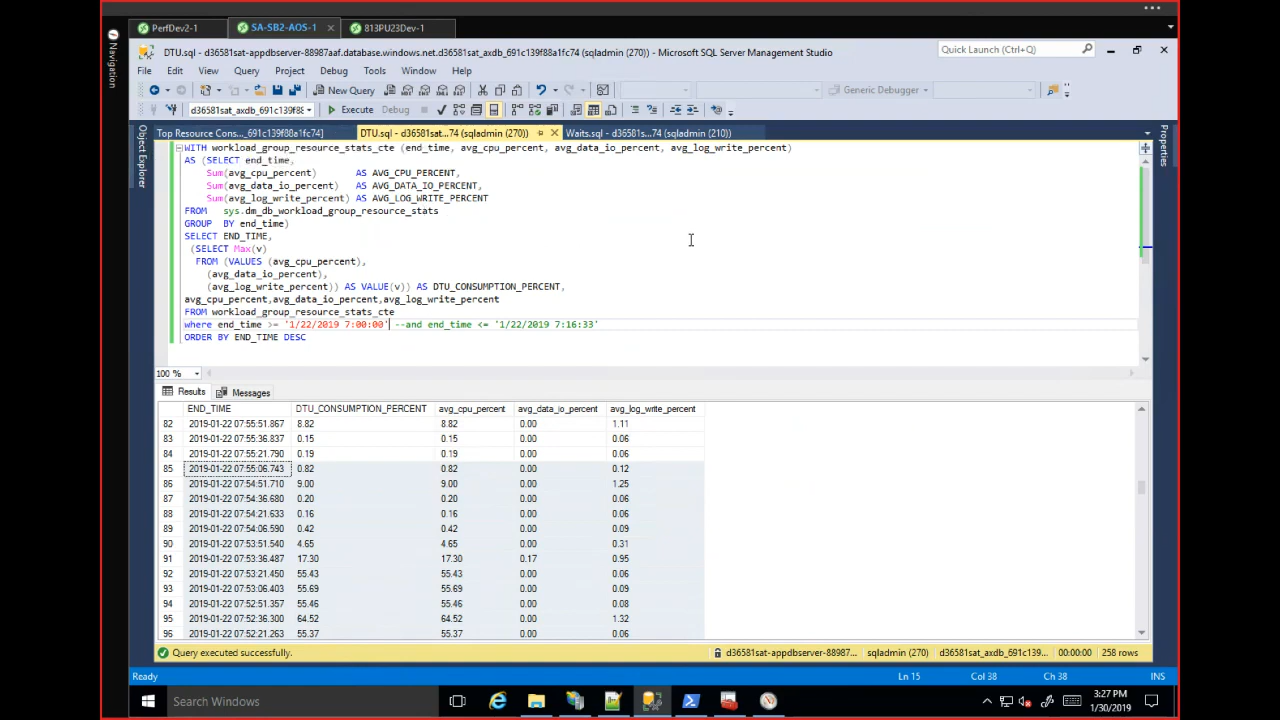 PerfDev2-1
SA-SB2-AOS-1
813PU23Dev-1
Navigation
DTU.sql - d36581sat-appdbserver-88987aaf.database.windows.net.d36581sat_axdb_691c139f88a1fc74 (sqladmin (270)) - Microsoft SQL Server Management Studio
Quick Launch (Ctrl+Q)
File Edit View Query Project Debug Tools Window Help
New Query
Generic Debugger
d36581sat_axdb_691c139f88
Execute Debug
Object Explorer
Top Resource Cons..._691c139f88a1fc74]
DTU.sql - d36581sat...74 (sqladmin (270))
Waits.sql - d36581s...74 (sqladmin (210))
Properties
WITH workload_group_resource_stats_cte (end_time, avg_cpu_percent, avg_data_io_percent, avg_log_write_percent)
AS (SELECT end_time,
Sum(avg_cpu_percent) AS AVG_CPU_PERCENT,
Sum(avg_data_io_percent) AS AVG_DATA_IO_PERCENT,
Sum(avg_log_write_percent) AS AVG_LOG_WRITE_PERCENT
FROM sys.dm_db_workload_group_resource_stats
GROUP BY end_time)
SELECT END_TIME,
(SELECT Max(v)
FROM (VALUES (avg_cpu_percent),
(avg_data_io_percent),
(avg_log_write_percent)) AS VALUE(v)) AS DTU_CONSUMPTION_PERCENT,
avg_cpu_percent,avg_data_io_percent,avg_log_write_percent
FROM workload_group_resource_stats_cte
where end_time >= '1/22/2019 7:00:00' --and end_time <= '1/22/2019 7:16:33'
ORDER BY END_TIME DESC
100 %
Results Messages
END_TIME DTU_CONSUMPTION_PERCENT avg_cpu_percent avg_data_io_percent avg_log_write_percent
82 2019-01-22 07:55:51.867 8.82 8.82 0.00 1.11
83 2019-01-22 07:55:36.837 0.15 0.15 0.00 0.06
84 2019-01-22 07:55:21.790 0.19 0.19 0.00 0.06
85 2019-01-22 07:55:06.743 0.82 0.82 0.00 0.12
86 2019-01-22 07:54:51.710 9.00 9.00 0.00 1.25
87 2019-01-22 07:54:36.680 0.20 0.20 0.00 0.06
88 2019-01-22 07:54:21.633 0.16 0.16 0.00 0.06
89 2019-01-22 07:54:06.590 0.42 0.42 0.00 0.09
90 2019-01-22 07:53:51.540 4.65 4.65 0.00 0.31
91 2019-01-22 07:53:36.487 17.30 17.30 0.17 0.95
92 2019-01-22 07:53:21.450 55.43 55.43 0.00 0.06
93 2019-01-22 07:53:06.403 55.69 55.69 0.00 0.09
94 2019-01-22 07:52:51.357 55.46 55.46 0.00 0.08
95 2019-01-22 07:52:36.300 64.52 64.52 0.00 1.32
96 2019-01-22 07:52:21.263 55.37 55.37 0.00 0.06
Query executed successfully.
d36581sat-appdbserver-88987... sqladmin (270) d36581sat_axdb_691c139... 00:00:00 258 rows
Ready Ln 15 Col 38 Ch 38 INS
Search Windows
3:27 PM
1/30/2019